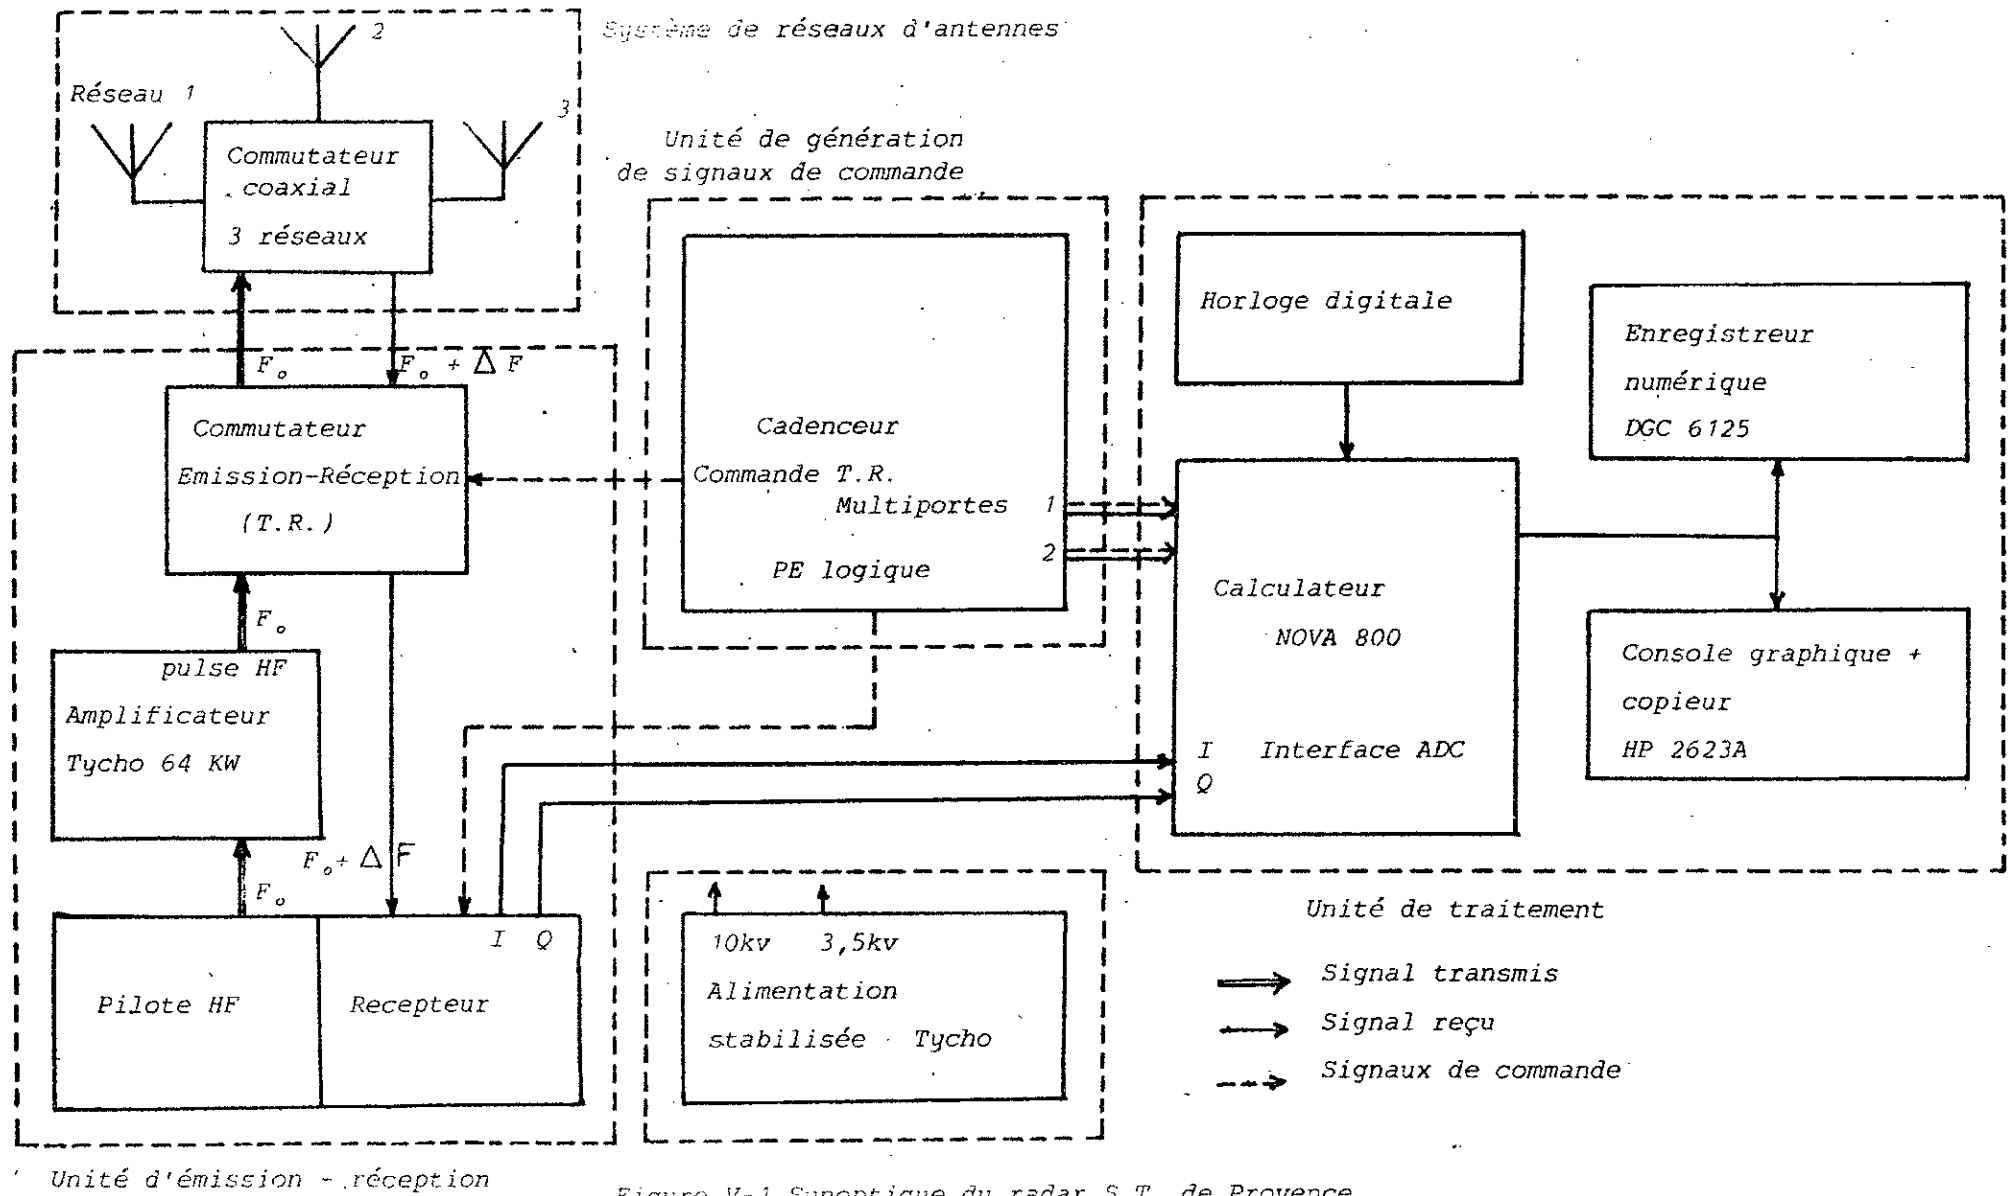 Système de réseaux d'antennes
2
Réseau 1
3
Commutateur
coaxial
3 réseaux
Unité de génération
de signaux de commande
F₀
F₀ + Δ F
Commutateur
Emission-Réception
(T.R.)
F₀
pulse HF
Amplificateur
Tycho 64 KW
F₀ + Δ F
F₀
I Q
Pilote HF
Recepteur
Unité d'émission - réception
Cadenceur
Commande T.R.
Multiportes 1
2
PE logique
10kv 3,5kv
Alimentation
stabilisée Tycho
Horloge digitale
Calculateur
NOVA 800
I Interface ADC
Q
Enregistreur
numérique
DGC 6125
Console graphique +
copieur
HP 2623A
Unité de traitement
Signal transmis
Signal reçu
Signaux de commande
Figure V-1 Synoptique du radar S.T. de Provence